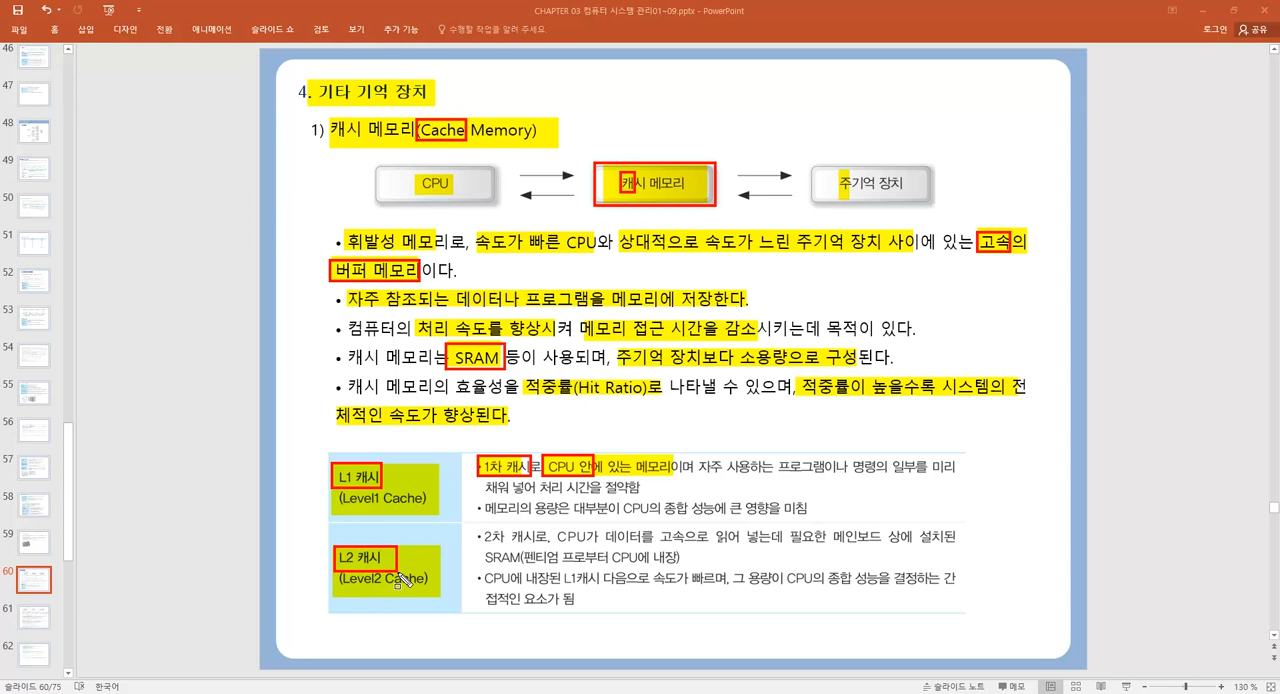 CHAPTER 03 컴퓨터 시스템 관리01~09.pptx - PowerPoint
파일 홈 삽입 디자인 전환 애니메이션 슬라이드 쇼 검토 보기 추가 기능 수행할 작업을 알려 주세요. 로그인 공유
46
47
48
49
50
51
52
53
54
55
56
57
58
59
60
61
62
4. 기타 기억 장치
1) 캐시 메모리(Cache Memory)
CPU 캐시 메모리 주기억 장치
• 휘발성 메모리로, 속도가 빠른 CPU와 상대적으로 속도가 느린 주기억 장치 사이에 있는 고속의
버퍼 메모리이다.
• 자주 참조되는 데이터나 프로그램을 메모리에 저장한다.
• 컴퓨터의 처리 속도를 향상시켜 메모리 접근 시간을 감소시키는데 목적이 있다.
• 캐시 메모리는 SRAM 등이 사용되며, 주기억 장치보다 소용량으로 구성된다.
• 캐시 메모리의 효율성을 적중률(Hit Ratio)로 나타낼 수 있으며, 적중률이 높을수록 시스템의 전
체적인 속도가 향상된다.
L1 캐시
(Level1 Cache)
• 1차 캐시로 CPU 안에 있는 메모리이며 자주 사용하는 프로그램이나 명령의 일부를 미리
채워 넣어 처리 시간을 절약함
• 메모리의 용량은 대부분이 CPU의 종합 성능에 큰 영향을 미침
L2 캐시
(Level2 Cache)
• 2차 캐시로, CPU가 데이터를 고속으로 읽어 넣는데 필요한 메인보드 상에 설치된
SRAM(펜티엄 프로부터 CPU에 내장)
• CPU에 내장된 L1캐시 다음으로 속도가 빠르며, 그 용량이 CPU의 종합 성능을 결정하는 간
접적인 요소가 됨
슬라이드 60/75 한국어 슬라이드 노트 메모 130 %